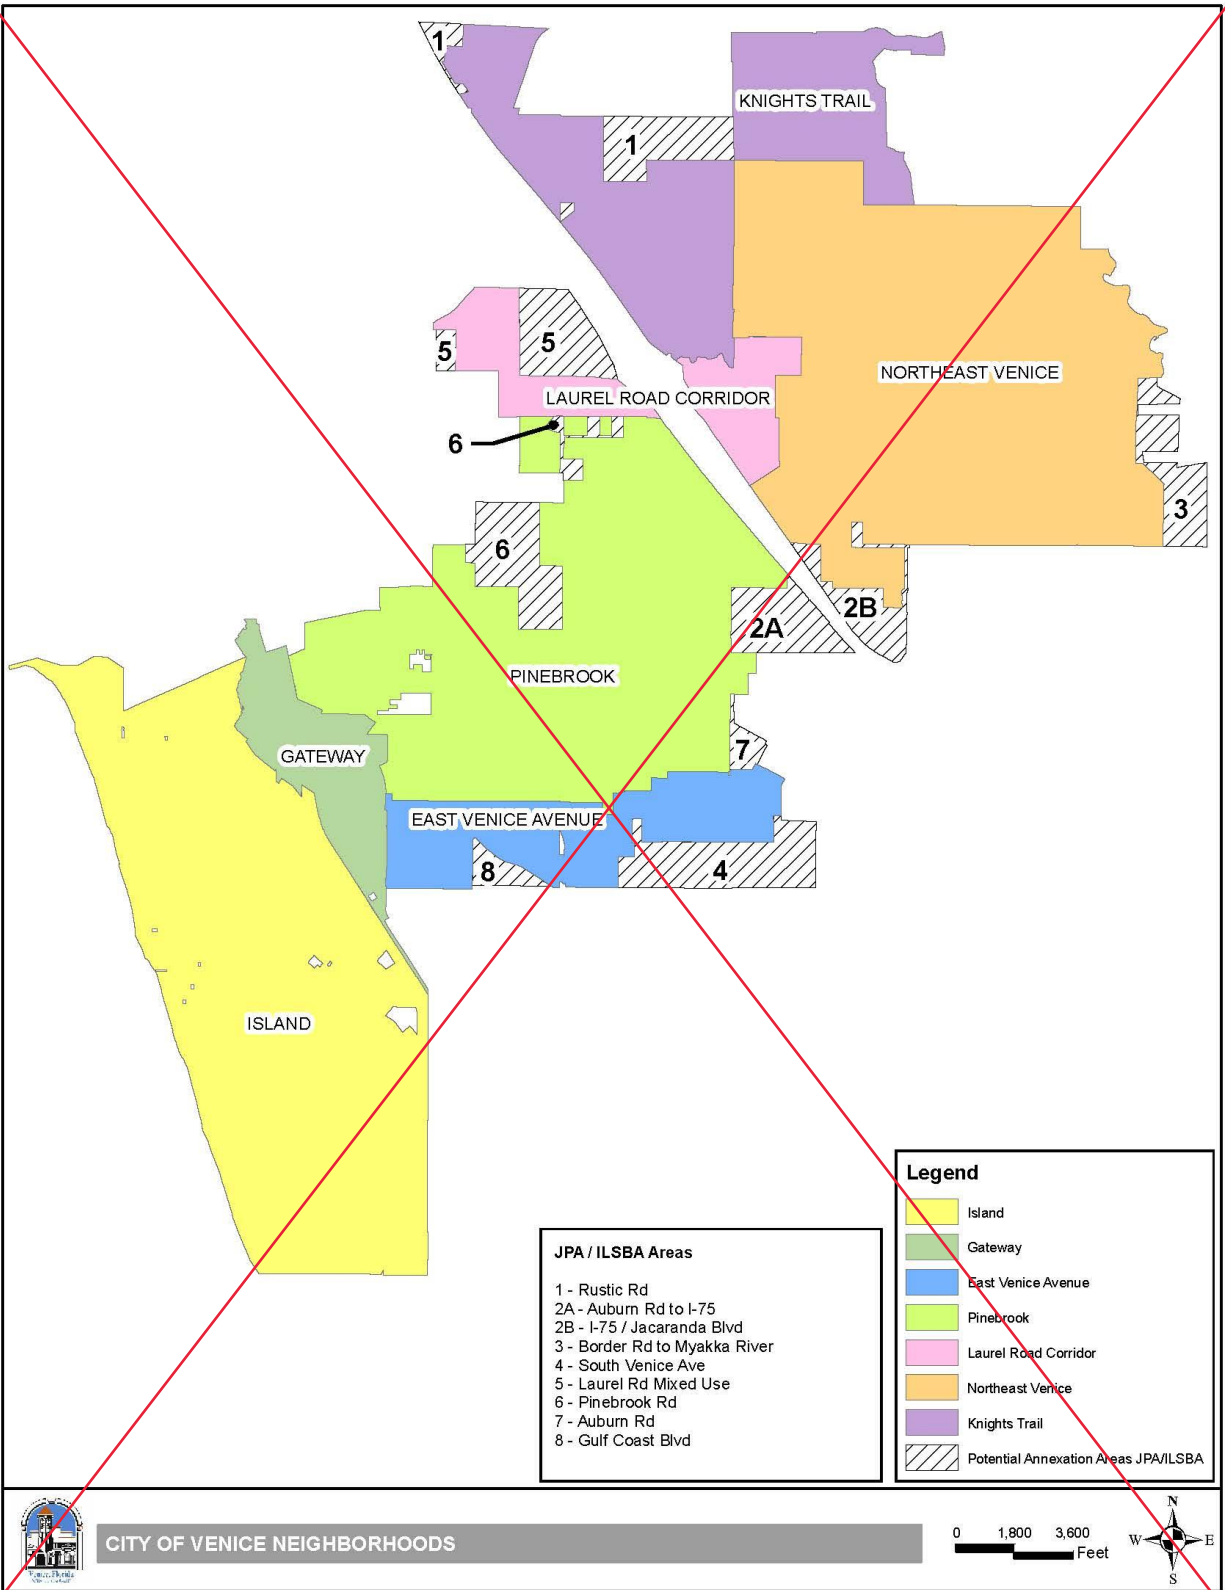 1
KNIGHTS TRAIL
1
5
5
NORTHEAST VENICE
LAUREL ROAD CORRIDOR
6
3
6
2B
2A
PINEBROOK
7
GATEWAY
EAST VENICE AVENUE
8
4
ISLAND
Legend
Island
Gateway
East Venice Avenue
Pinebrook
Laurel Road Corridor
Northeast Venice
Knights Trail
Potential Annexation Areas JPA/ILSBA
JPA / ILSBA Areas
1 - Rustic Rd
2A - Auburn Rd to I-75
2B - I-75 / Jacaranda Blvd
3 - Border Rd to Myakka River
4 - South Venice Ave
5 - Laurel Rd Mixed Use
6 - Pinebrook Rd
7 - Auburn Rd
8 - Gulf Coast Blvd
Venice, Florida
CITY OF VENICE NEIGHBORHOODS
0 1,800 3,600
Feet
N
W E
S